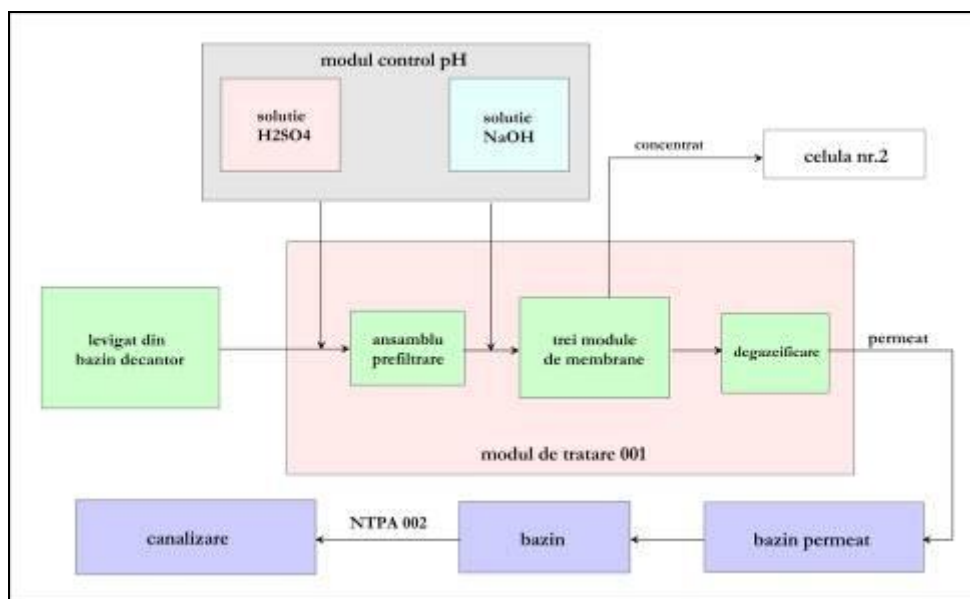 modul control pH
solutie
H2SO4
solutie
NaOH
concentrat
celula nr.2
levigat din
bazin decantor
ansamblu
prefiltrare
trei module
de membrane
degazeificare
permeat
modul de tratare 001
canalizare
NTPA 002
bazin
bazin permeat